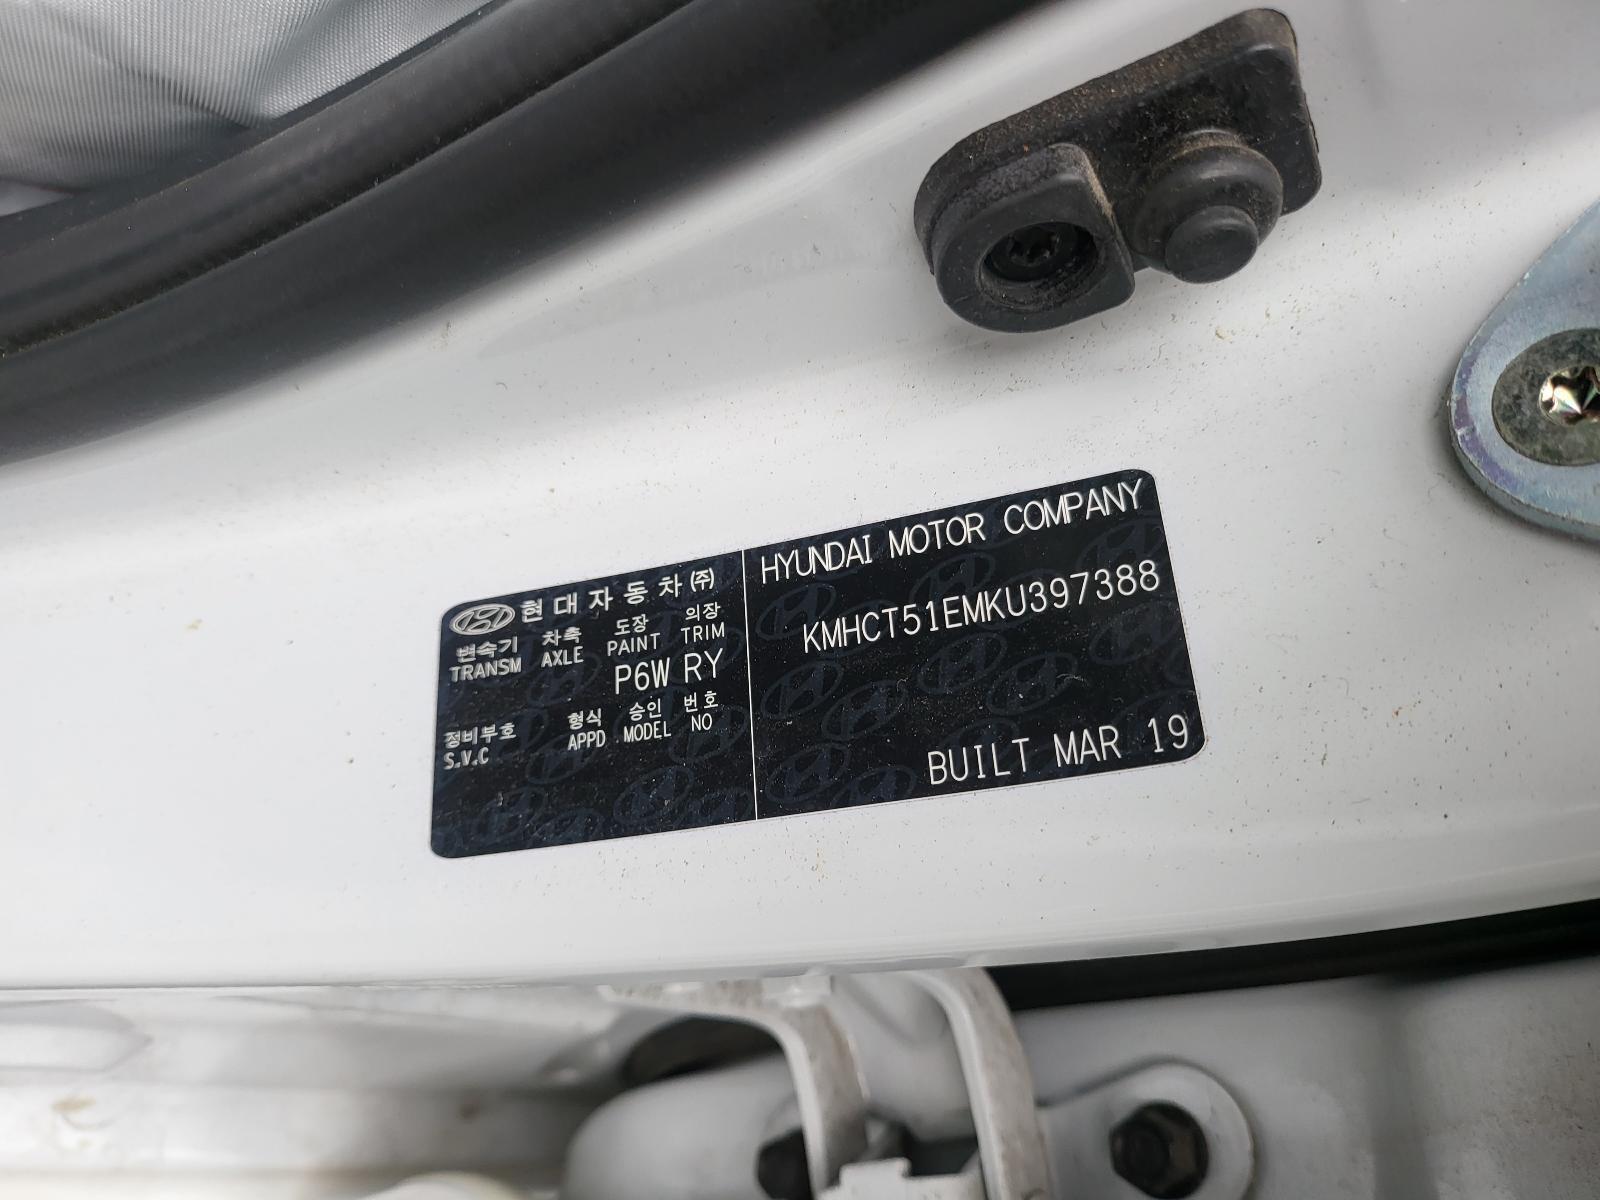 현대자동차(주)
변속기 차축 도장 의장
TRANSM AXLE PAINT TRIM
P6W RY
정비부호 형식 승인 번호
S.V.C APPD MODEL NO
HYUNDAI MOTOR COMPANY
KMHCT51EMKU397388
BUILT MAR 19